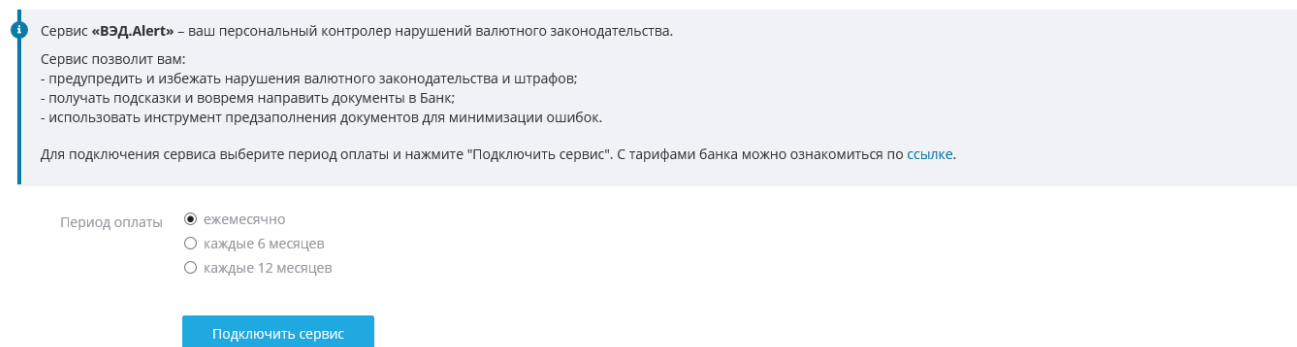 Сервис «ВЭД.Alert» – ваш персональный контролер нарушений валютного законодательства.
Сервис позволит вам:
- предупредить и избежать нарушения валютного законодательства и штрафов;
- получать подсказки и вовремя направить документы в Банк;
- использовать инструмент предзаполнения документов для минимизации ошибок.
Для подключения сервиса выберите период оплаты и нажмите "Подключить сервис". С тарифами банка можно ознакомиться по ссылке.
Период оплаты
ежемесячно
каждые 6 месяцев
каждые 12 месяцев
Подключить сервис